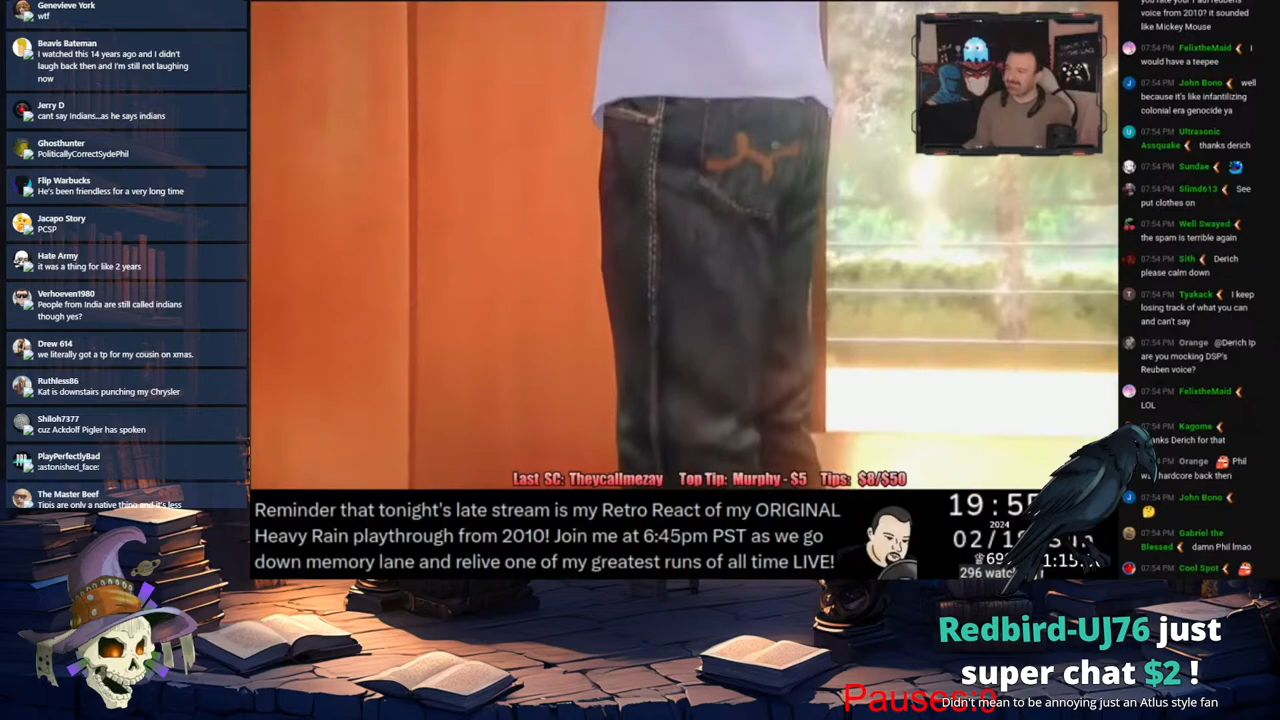 Genevieve York
wtf
Beavis Bateman
I watched this 14 years ago and I didn't
laugh back then and I'm still not laughing
now
Jerry D
cant say Indians...as he says indians
Ghosthunter
PoliticallyCorrectSydePhil
Flip Warbucks
He's been friendless for a very long time
Jacapo Story
PCSP
Hate Army
it was a thing for like 2 years
Verhoeven1980
People from India are still called indians
though yes?
Drew 614
we literally got a tp for my cousin on xmas.
Ruthless86
Kat is downstairs punching my Chrysler
Shiloh7377
cuz Ackdolf Pigler has spoken
PlayPerfectlyBad
:astonished_face:
The Master Beef
Tipis are only a native thing and it's less
Last SC: Theycallmezay Top Tip: Murphy - $5 Tips: $8/$50
Reminder that tonight's late stream is my Retro React of my ORIGINAL
Heavy Rain playthrough from 2010! Join me at 6:45pm PST as we go
down memory lane and relive one of my greatest runs of all time LIVE!
19:55
2024
296
voice from 2010? it sounded
like Mickey Mouse
07:54 PM FelixtheMaid I
would have a teepee
07:54 PM John Bono well
because it's like infantilizing
colonial era genocide ya
07:54 PM Ultrasonic
Assquake thanks derich
07:54 PM Sundae
07:54 PM Slimd613 See
put clothes on
07:54 PM Well Swayed
the spam is terrible again
07:54 PM Sith Derich
please calm down
07:54 PM Tyakack I keep
losing track of what you can
and can't say
07:54 PM Orange @Derich lp
are you mocking DSP's
Reuben voice?
07:54 PM FelixtheMaid
LOL
07:54 PM Kagome
Derich for that
Orange Phil
hardcore back then
07:54 PM John Bono
07:54 PM Gabriel the
Blessed damn Phil lmao
07:54 PM Cool Spot
Redbird-UJ76 just
super chat $2 !
Didn't mean to be annoying just an Atlus style fan
Pauses: